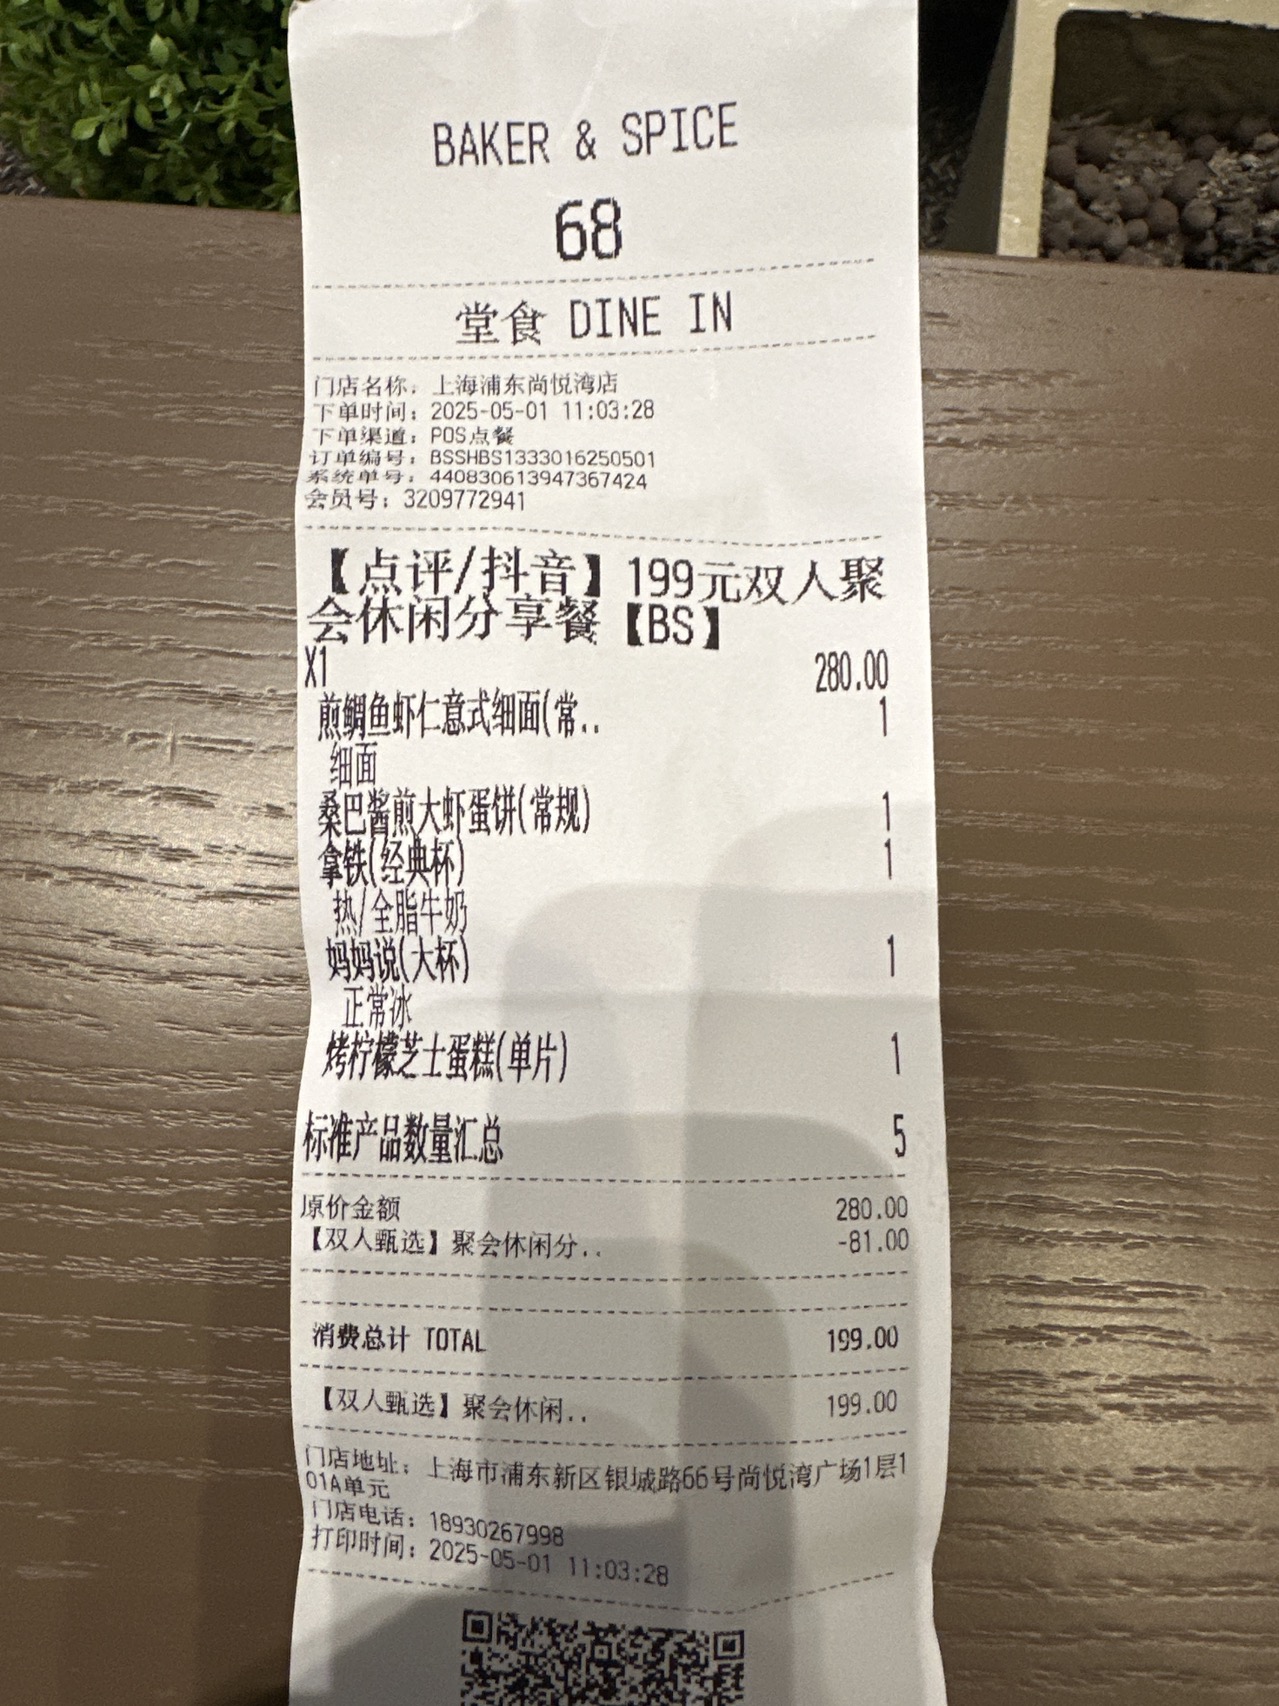 BAKER & SPICE
68
堂食 DINE IN
门店名称：上海浦东尚悦湾店
下单时间：2025-05-01 11:03:28
下单渠道：POS点餐
订单编号：BSSHBS1333016250501
系统单号：440830613947367424
会员号：3209772941
【点评/抖音】199元双人聚
会休闲分享餐【BS】
X1 280.00
煎鲷鱼虾仁意式细面(常.. 1
细面
桑巴酱煎大虾蛋饼(常规) 1
拿铁(经典杯) 1
热/全脂牛奶
妈妈说(大杯) 1
正常冰
烤柠檬芝士蛋糕(单片) 1
标准产品数量汇总 5
原价金额 280.00
【双人甄选】聚会休闲分.. -81.00
消费总计 TOTAL 199.00
【双人甄选】聚会休闲.. 199.00
门店地址：上海市浦东新区银城路66号尚悦湾广场1层1
01A单元
门店电话：18930267998
打印时间：2025-05-01 11:03:28